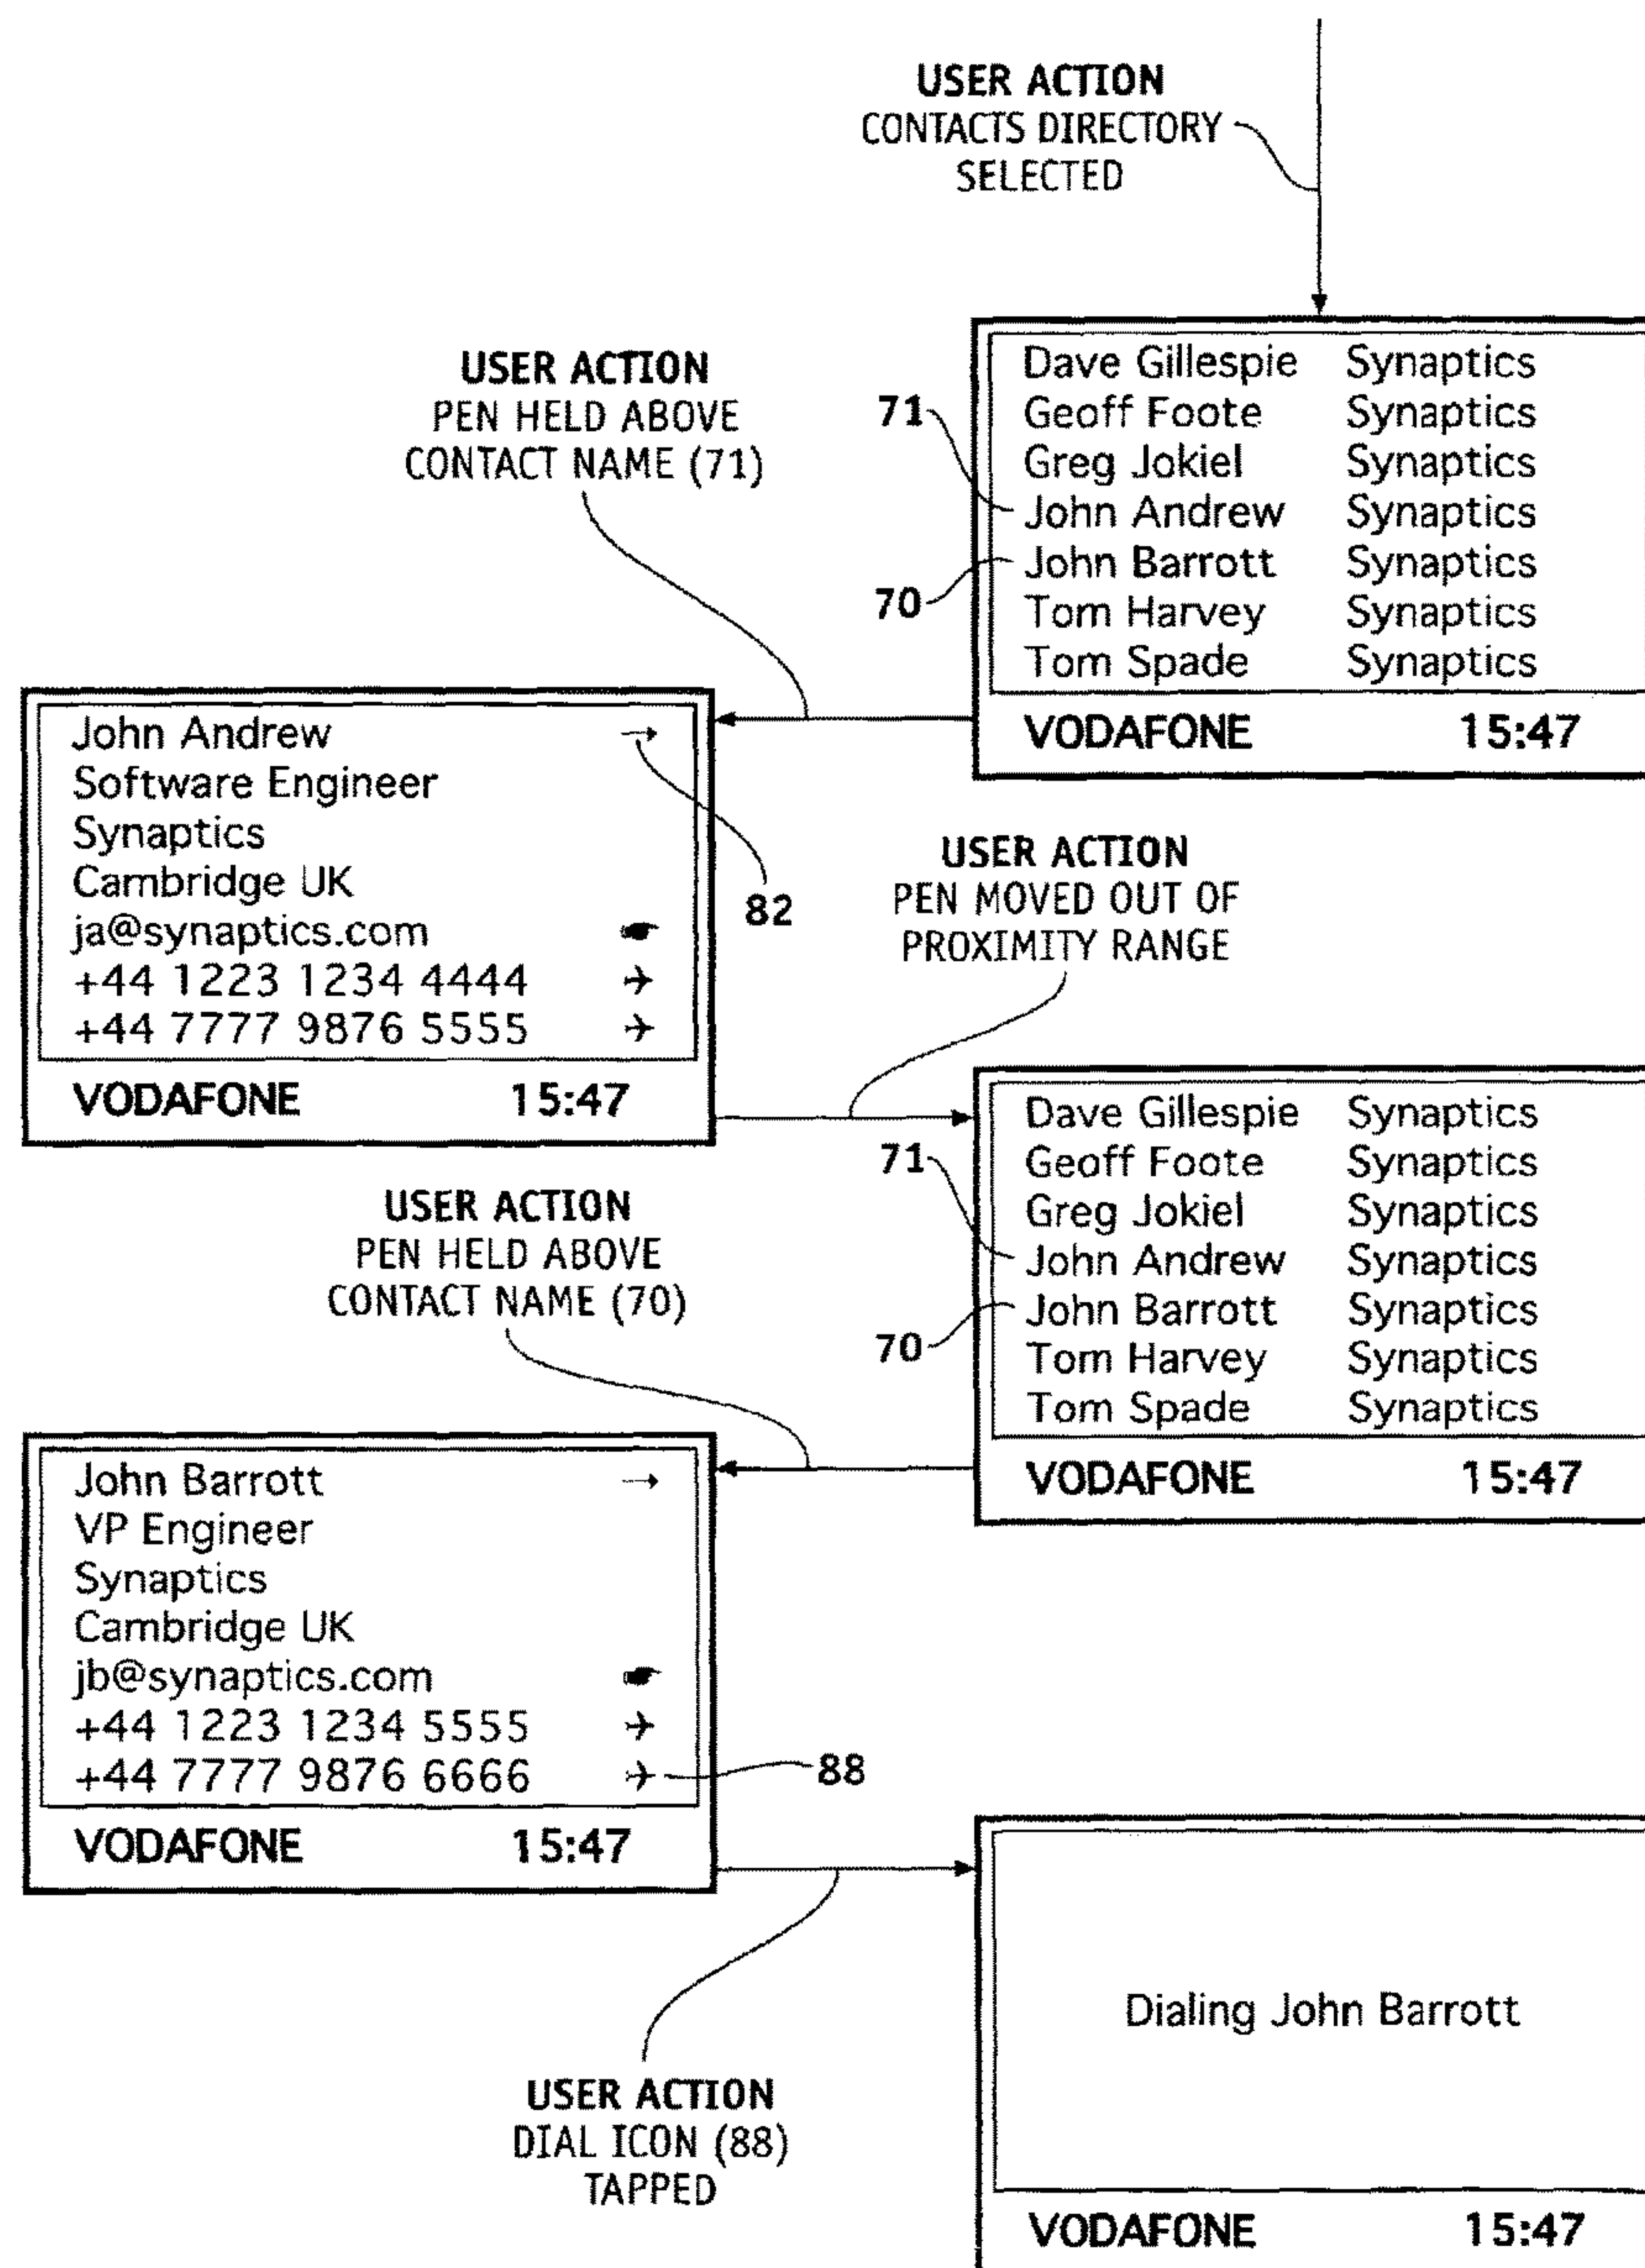 USER ACTION
CONTACTS DIRECTORY
SELECTED
Dave Gillespie Synaptics
Geoff Foote Synaptics
Greg Jokiel Synaptics
John Andrew Synaptics
John Barrott Synaptics
Tom Harvey Synaptics
Tom Spade Synaptics
VODAFONE 15:47
71
70
USER ACTION
PEN HELD ABOVE
CONTACT NAME (71)
John Andrew →
Software Engineer
Synaptics
Cambridge UK
ja@synaptics.com
+44 1223 1234 4444
+44 7777 9876 5555
VODAFONE 15:47
82
USER ACTION
PEN MOVED OUT OF
PROXIMITY RANGE
Dave Gillespie Synaptics
Geoff Foote Synaptics
Greg Jokiel Synaptics
John Andrew Synaptics
John Barrott Synaptics
Tom Harvey Synaptics
Tom Spade Synaptics
VODAFONE 15:47
71
70
USER ACTION
PEN HELD ABOVE
CONTACT NAME (70)
John Barrott →
VP Engineer
Synaptics
Cambridge UK
jb@synaptics.com
+44 1223 1234 5555
+44 7777 9876 6666
VODAFONE 15:47
88
USER ACTION
DIAL ICON (88)
TAPPED
Dialing John Barrott
VODAFONE 15:47